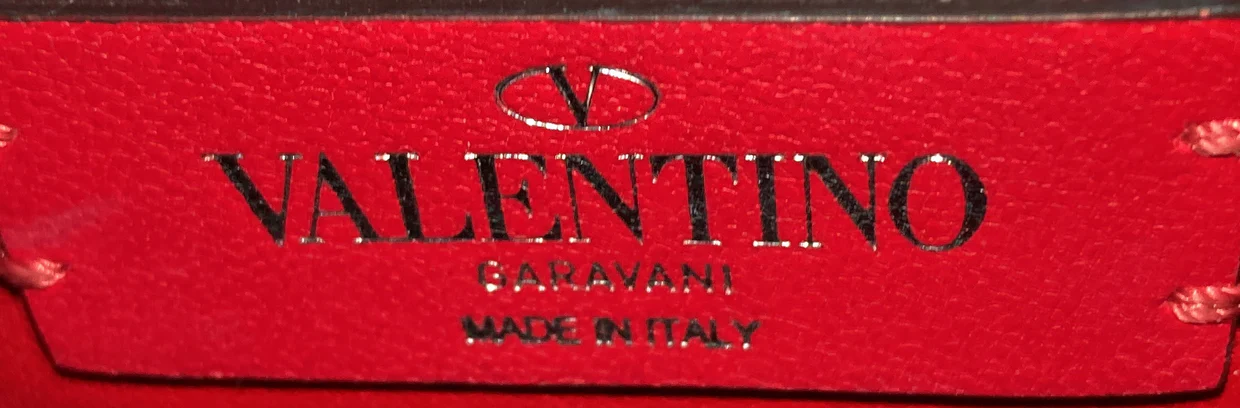 V
VALENTINO
GARAVANI
MADE IN ITALY